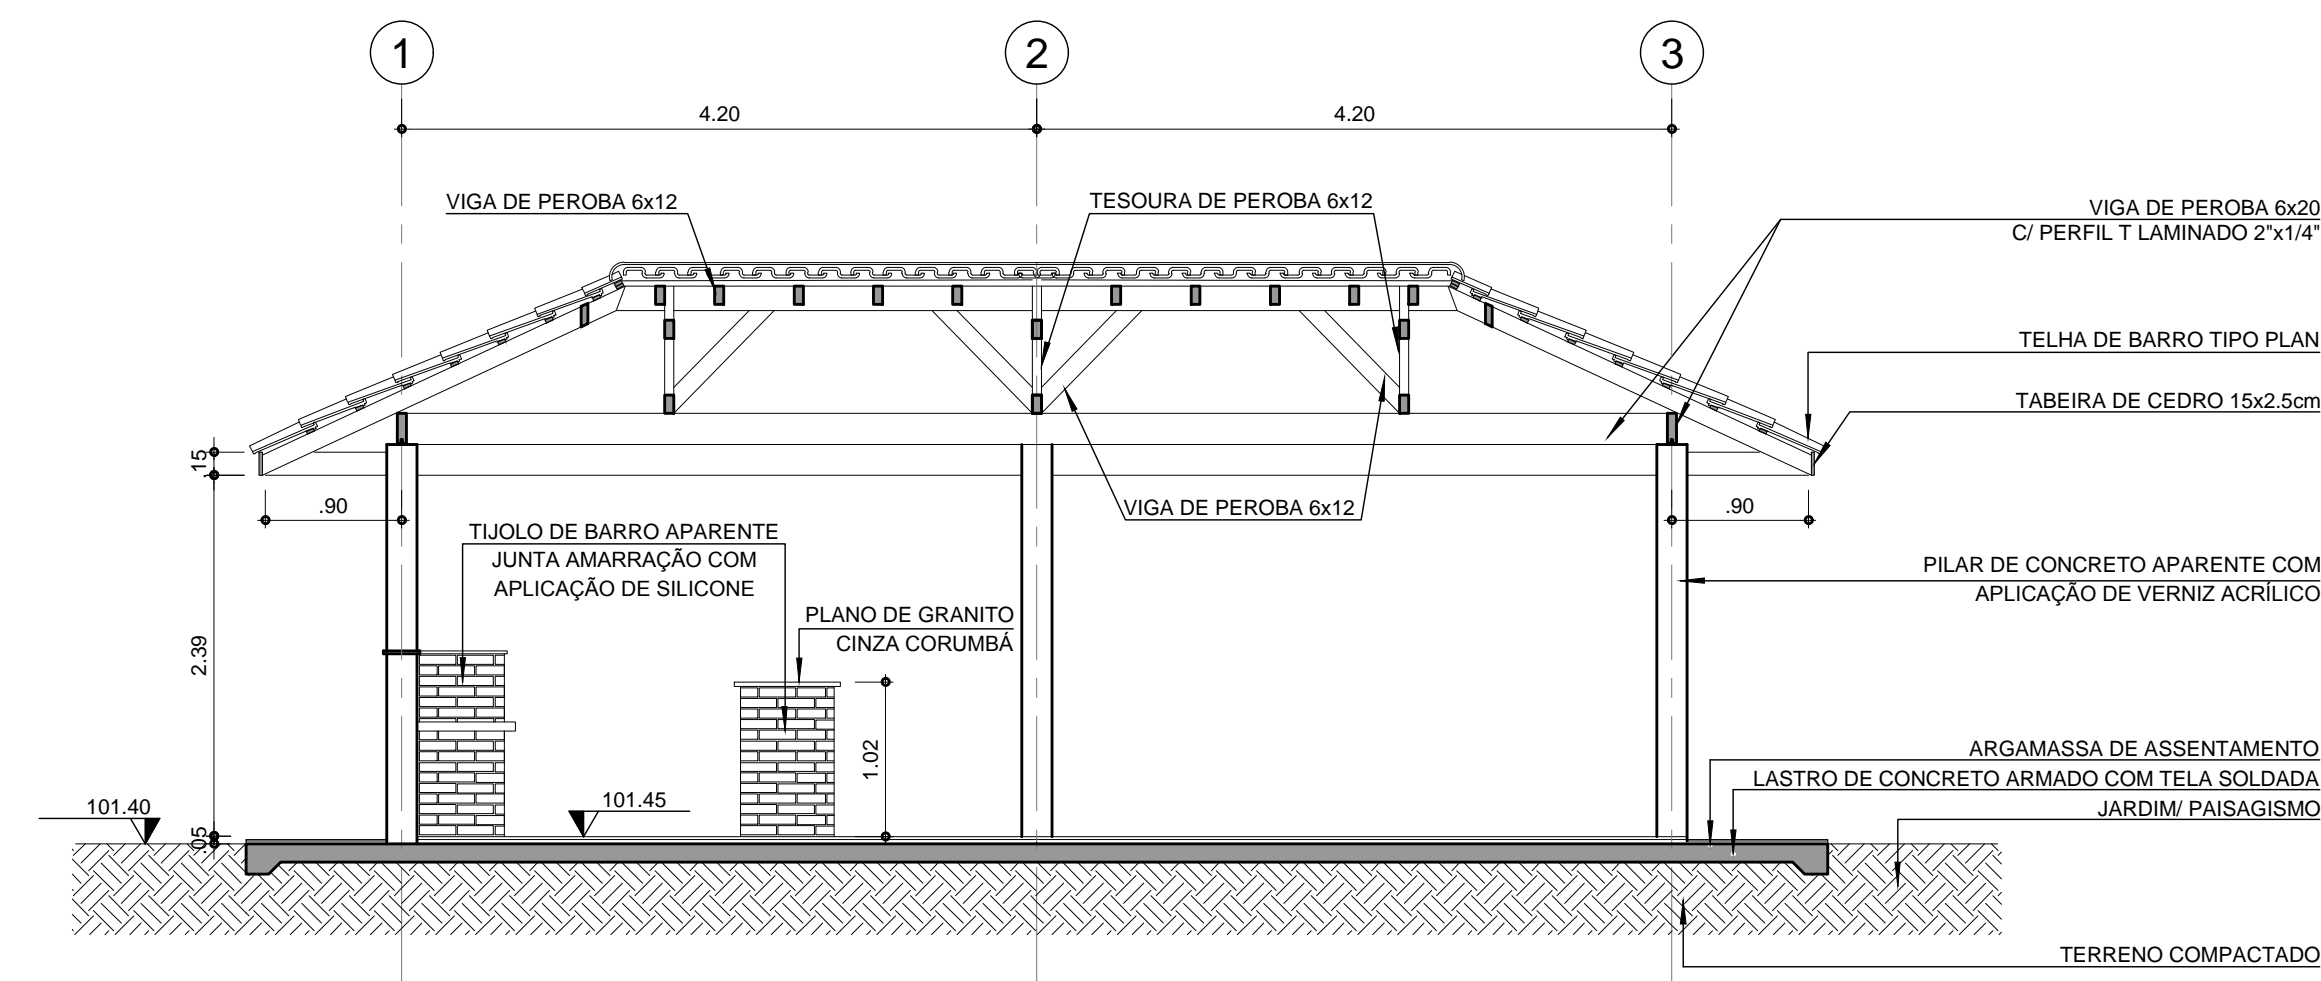 1
2
3
4.20
4.20
VIGA DE PEROBA 6x12
TESOURA DE PEROBA 6x12
VIGA DE PEROBA 6x20
C/ PERFIL T LAMINADO 2"x1/4"
TELHA DE BARRO TIPO PLAN
TABEIRA DE CEDRO 15x2.5cm
.15
.90
VIGA DE PEROBA 6x12
.90
TIJOLO DE BARRO APARENTE
JUNTA AMARRAÇÃO COM
APLICAÇÃO DE SILICONE
PILAR DE CONCRETO APARENTE COM
APLICAÇÃO DE VERNIZ ACRÍLICO
PLANO DE GRANITO
CINZA CORUMBÁ
2.39
1.02
ARGAMASSA DE ASSENTAMENTO
LASTRO DE CONCRETO ARMADO COM TELA SOLDADA
JARDIM/ PAISAGISMO
101.40
101.45
.05
TERRENO COMPACTADO